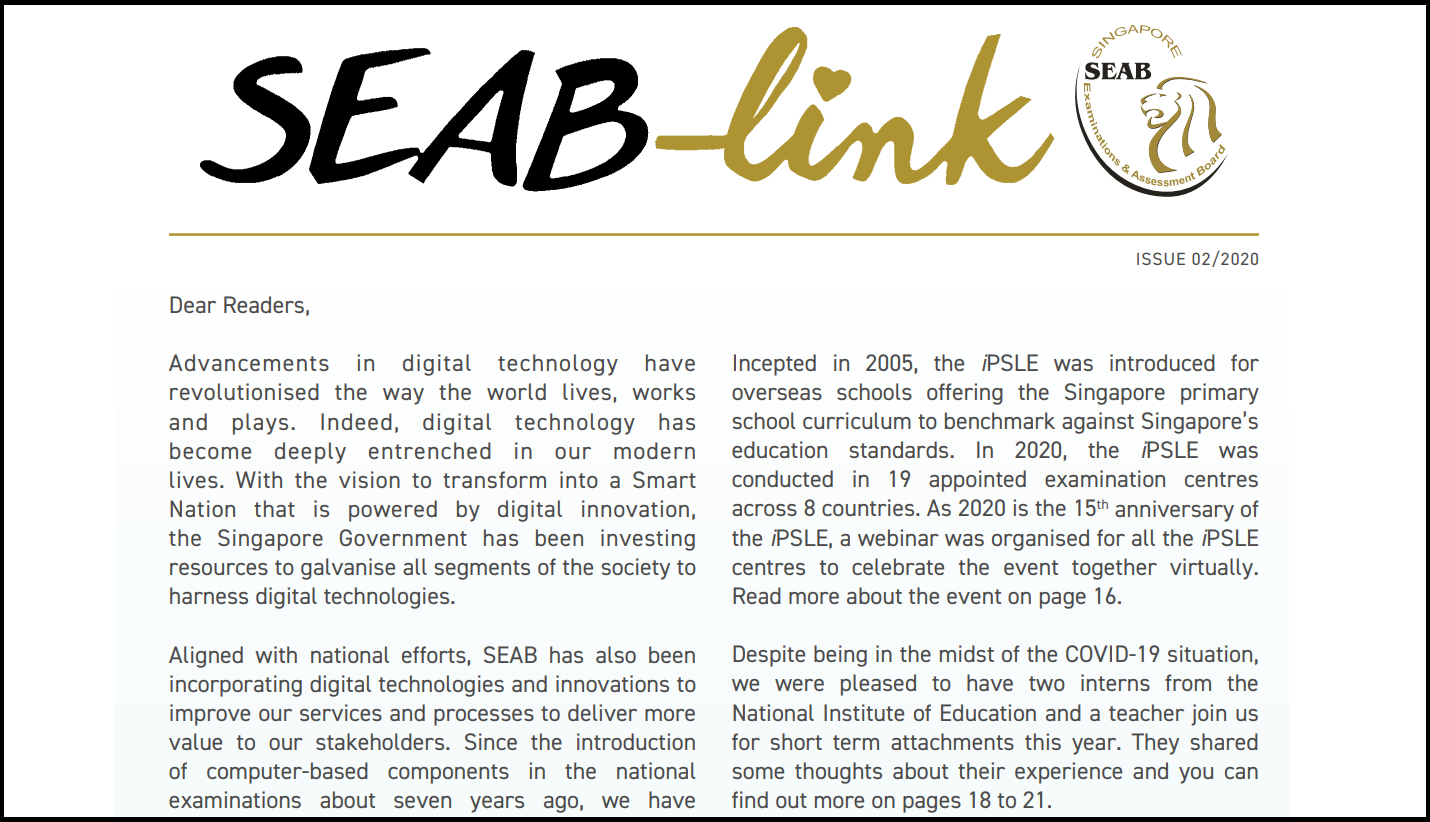 SEAB-link
SINGAPORE
SEAB
Examinations & Assessment Board
ISSUE 02/2020
Dear Readers,
Advancements in digital technology have
revolutionised the way the world lives, works
and plays. Indeed, digital technology has
become deeply entrenched in our modern
lives. With the vision to transform into a Smart
Nation that is powered by digital innovation,
the Singapore Government has been investing
resources to galvanise all segments of the society to
harness digital technologies.
Aligned with national efforts, SEAB has also been
incorporating digital technologies and innovations to
improve our services and processes to deliver more
value to our stakeholders. Since the introduction
of computer-based components in the national
examinations about seven years ago, we have
Incepted in 2005, the iPSLE was introduced for
overseas schools offering the Singapore primary
school curriculum to benchmark against Singapore's
education standards. In 2020, the iPSLE was
conducted in 19 appointed examination centres
across 8 countries. As 2020 is the 15th anniversary of
the iPSLE, a webinar was organised for all the iPSLE
centres to celebrate the event together virtually.
Read more about the event on page 16.
Despite being in the midst of the COVID-19 situation,
we were pleased to have two interns from the
National Institute of Education and a teacher join us
for short term attachments this year. They shared
some thoughts about their experience and you can
find out more on pages 18 to 21.